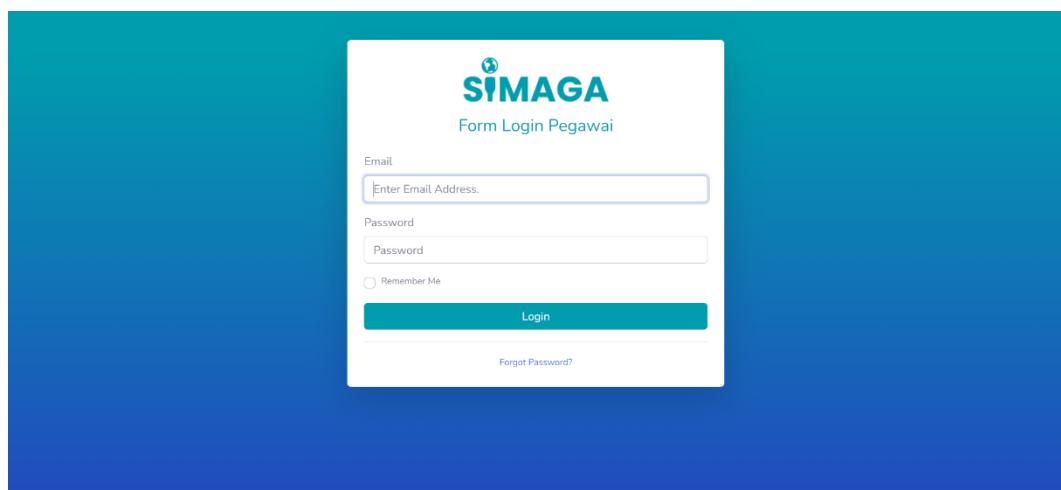 SIMAGA
Form Login Pegawai
Email
Enter Email Address.
Password
Password
Remember Me
Login
Forgot Password?